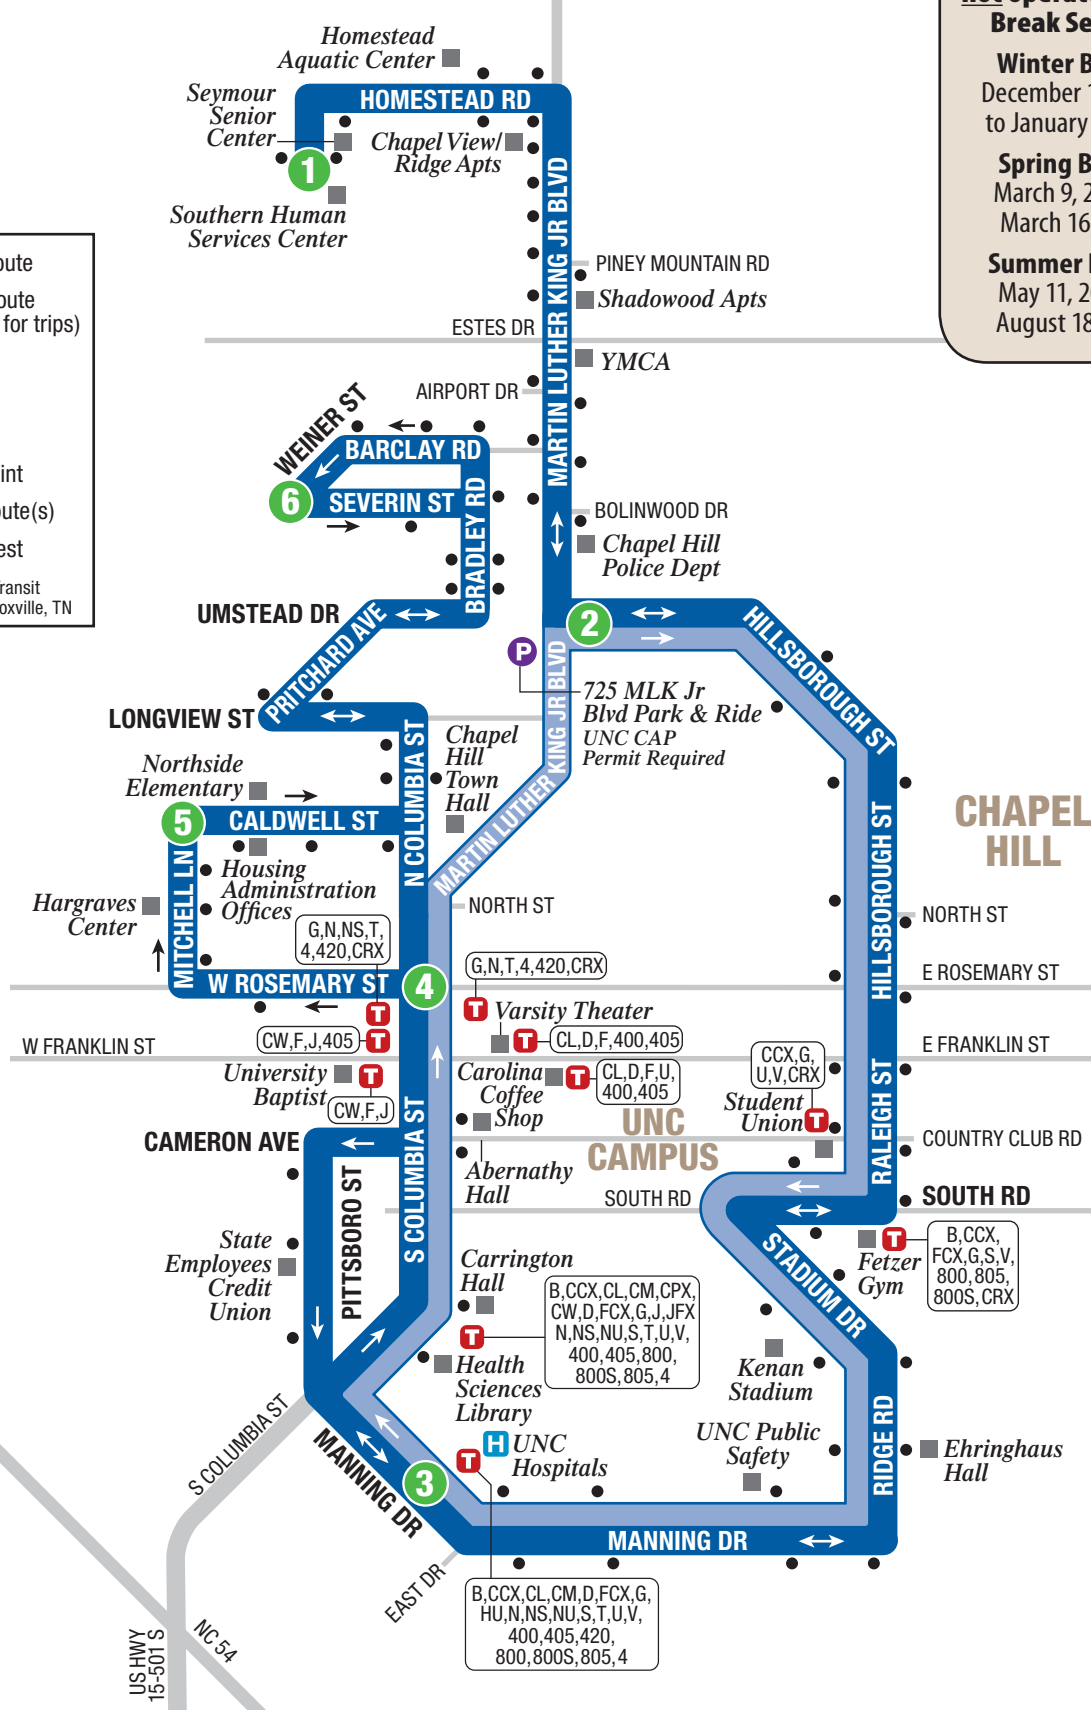 Break Se
Winter B
December 1
to January
Spring B
March 9, 2
March 16
Summer
May 11, 2
August 18
oute
oute
for trips)
int
ute(s)
est
ransit
oxville, TN
Homestead
Aquatic Center
HOMESTEAD RD
Seymour
Senior
Center
Chapel View/
Ridge Apts
1
Southern Human
Services Center
MARTIN LUTHER KING JR BLVD
PINEY MOUNTAIN RD
Shadowood Apts
ESTES DR
YMCA
AIRPORT DR
WEINER ST
BARCLAY RD
6
SEVERIN ST
BRADLEY RD
BOLINWOOD DR
Chapel Hill
Police Dept
UMSTEAD DR
PRITCHARD AVE
2
HILLSBOROUGH ST
P
725 MLK Jr
Blvd Park & Ride
UNC CAP
Permit Required
KING JR BLVD
MARTIN LUTHER
LONGVIEW ST
N COLUMBIA ST
Chapel
Hill
Town
Hall
Northside
Elementary
5
CALDWELL ST
MITCHELL LN
Housing
Administration
Offices
Hargraves
Center
CHAPEL
HILL
HILLSBOROUGH ST
NORTH ST
NORTH ST
G,N,NS,T,
4,420,CRX
W ROSEMARY ST
4
G,N,T,4,420,CRX
E ROSEMARY ST
T
T
Varsity Theater
CW,F,J,405
T
T
CL,D,F,400,405
W FRANKLIN ST
E FRANKLIN ST
University
Baptist
T
CW,F,J
Carolina
Coffee
Shop
T
CL,D,F,U,
400,405
CCX,G,
U,V,CRX
Student
Union
T
RALEIGH ST
UNC
CAMPUS
CAMERON AVE
COUNTRY CLUB RD
Abernathy
Hall
S COLUMBIA ST
PITTSBORO ST
SOUTH RD
SOUTH RD
State
Employees
Credit
Union
Carrington
Hall
STADIUM DR
Fetzer
Gym
T
B,CCX,
FCX,G,S,V,
800,805,
800S,CRX
T
B,CCX,CL,CM,CPX,
CW,D,FCX,G,J,JFX
N,NS,NU,S,T,U,V,
400,405,800,
800S,805,4
Health
Sciences
Library
Kenan
Stadium
RIDGE RD
S COLUMBIA ST
MANNING DR
H
UNC
Hospitals
T
3
UNC Public
Safety
Ehringhaus
Hall
MANNING DR
EAST DR
B,CCX,CL,CM,D,FCX,G,
HU,N,NS,NU,S,T,U,V,
400,405,420,
800,800S,805,4
US HWY
15-501 S
NC 54